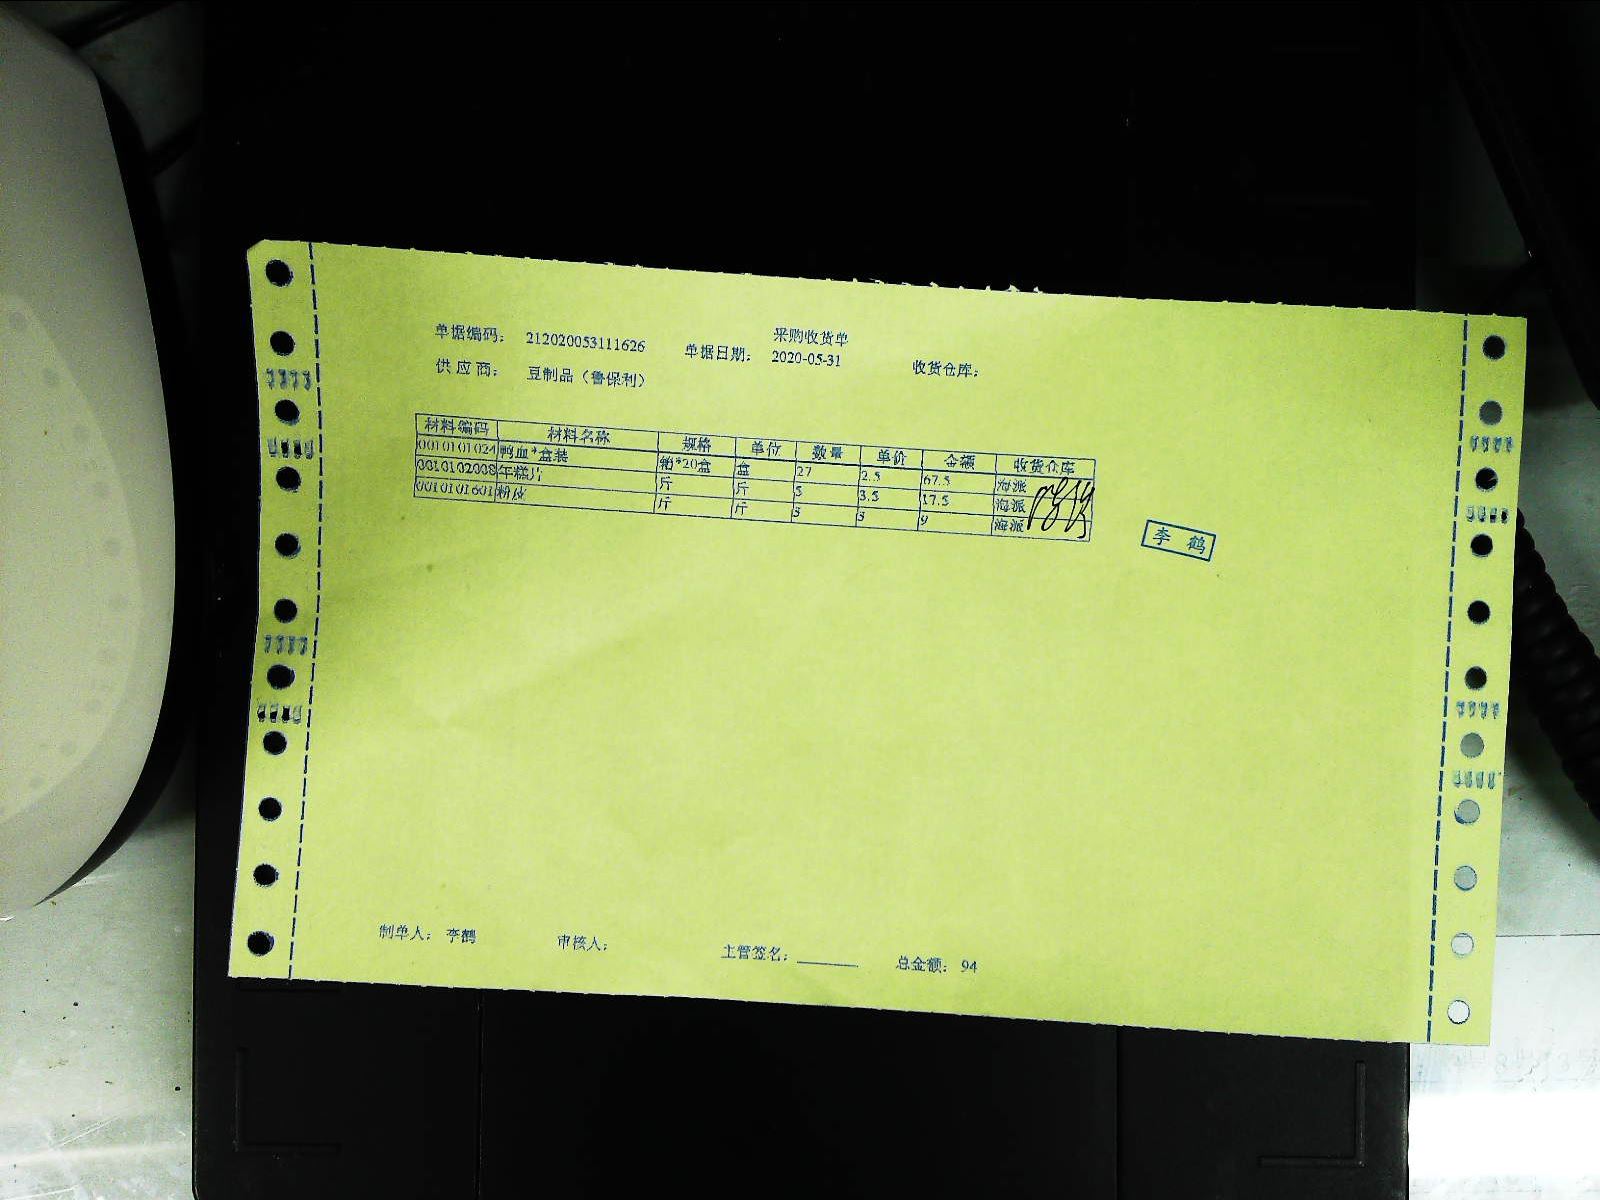 采购收货单
单据编码： 212020053111626 单据日期： 2020-05-31 收货仓库：
供应商： 豆制品（鲁保利）
材料编码 材料名称 规格 单位 数量 单价 金额 收货仓库
0010101024 鸭血*盒装 箱*20盒 盒 27 2.5 67.5 海派
0010102008 年糕片 斤 斤 5 3.5 17.5 海派
0010101601 粉皮 斤 斤 3 3 9 海派
李鹤
制单人： 李鹤 审核人： 主管签名：______ 总金额： 94